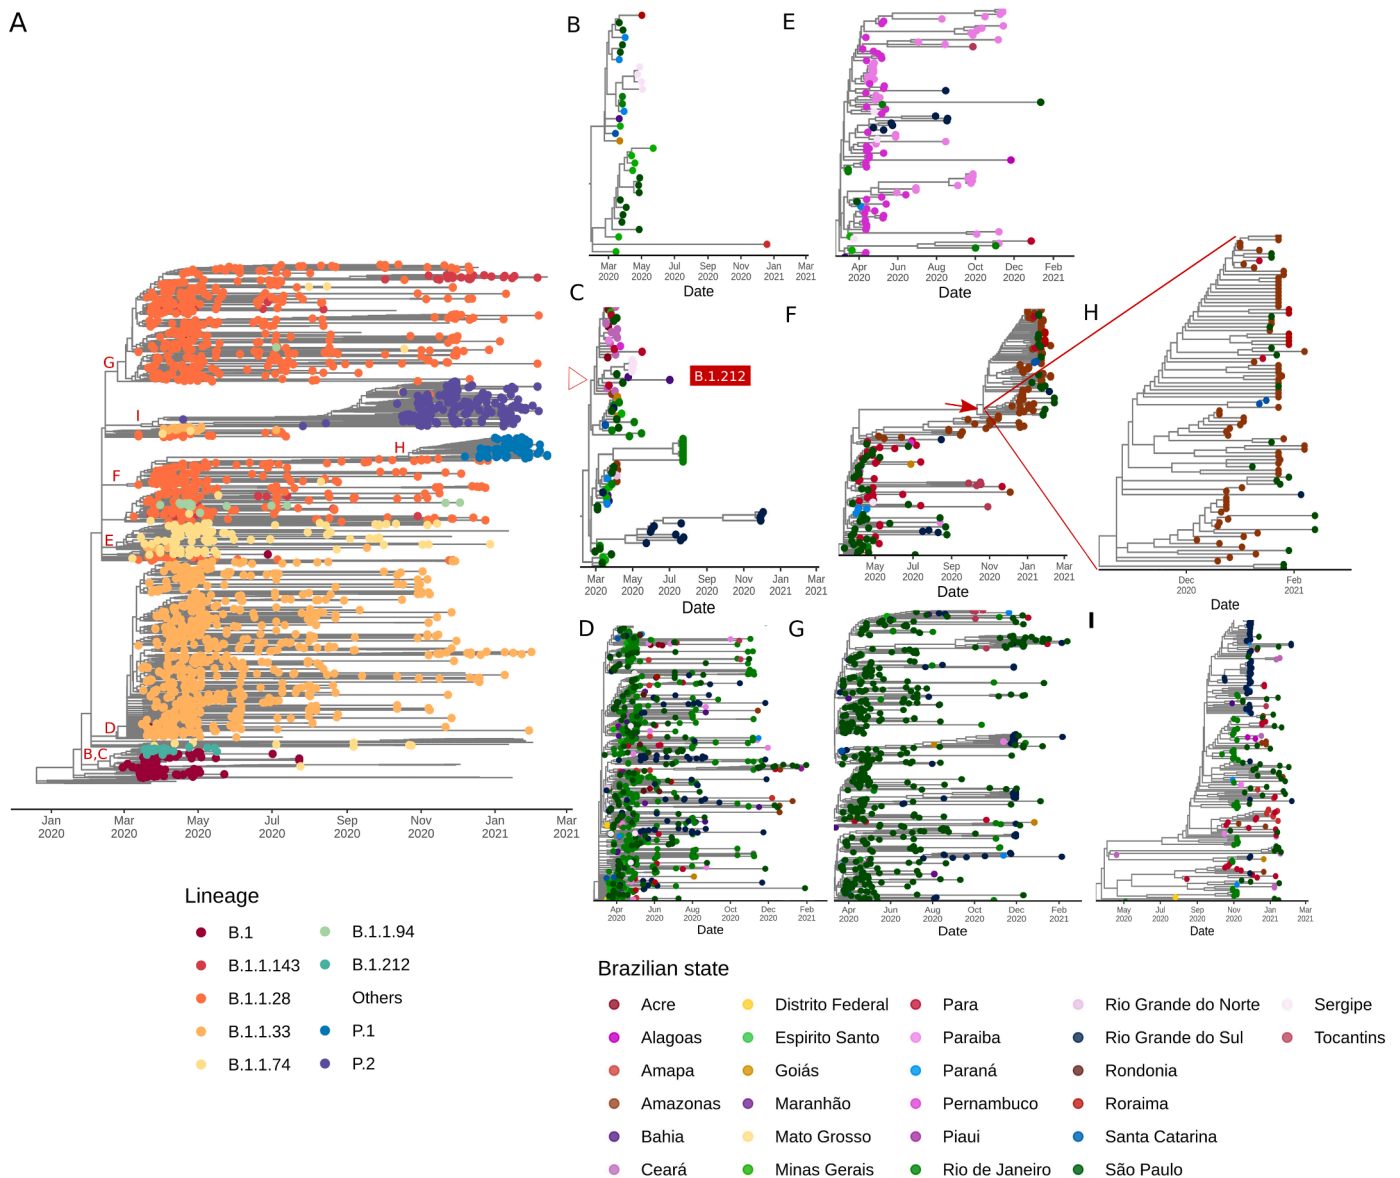 A
B
E
Mar 2020 May 2020 Jul 2020 Sep 2020 Nov 2020 Jan 2021 Mar 2021
Date
Apr 2020 Jun 2020 Aug 2020 Oct 2020 Dec 2020 Feb 2021
Date
C
B.1.212
F
H
Mar 2020 May 2020 Jul 2020 Sep 2020 Nov 2020 Jan 2021 Mar 2021
Date
May 2020 Jul 2020 Sep 2020 Nov 2020 Jan 2021 Mar 2021
Date
Dec 2020 Feb 2021
Date
G
I
H
F
E
D
B,C
Jan 2020 Mar 2020 May 2020 Jul 2020 Sep 2020 Nov 2020 Jan 2021 Mar 2021
D
G
I
Apr 2020 Jun 2020 Aug 2020 Oct 2020 Dec 2020 Feb 2021
Date
Apr 2020 Jun 2020 Aug 2020 Oct 2020 Dec 2020 Feb 2021
Date
May 2020 Jul 2020 Sep 2020 Nov 2020 Jan 2021 Mar 2021
Date
Lineage
B.1 B.1.1.94
B.1.1.143 B.1.212
B.1.1.28 Others
B.1.1.33 P.1
B.1.1.74 P.2
Brazilian state
Acre Distrito Federal Para Rio Grande do Norte Sergipe
Alagoas Espirito Santo Paraiba Rio Grande do Sul Tocantins
Amapa Goiás Paraná Rondonia
Amazonas Maranhão Pernambuco Roraima
Bahia Mato Grosso Piaui Santa Catarina
Ceará Minas Gerais Rio de Janeiro São Paulo